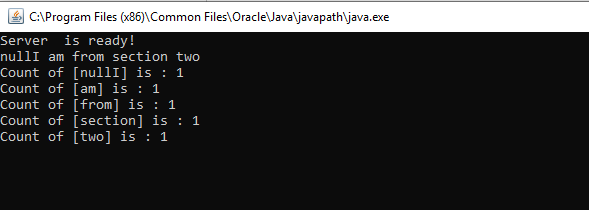 C:\Program Files (x86)\Common Files\Oracle\Java\javapath\java.exe
Server  is ready!
nullI am from section two
Count of [nullI] is : 1
Count of [am] is : 1
Count of [from] is : 1
Count of [section] is : 1
Count of [two] is : 1